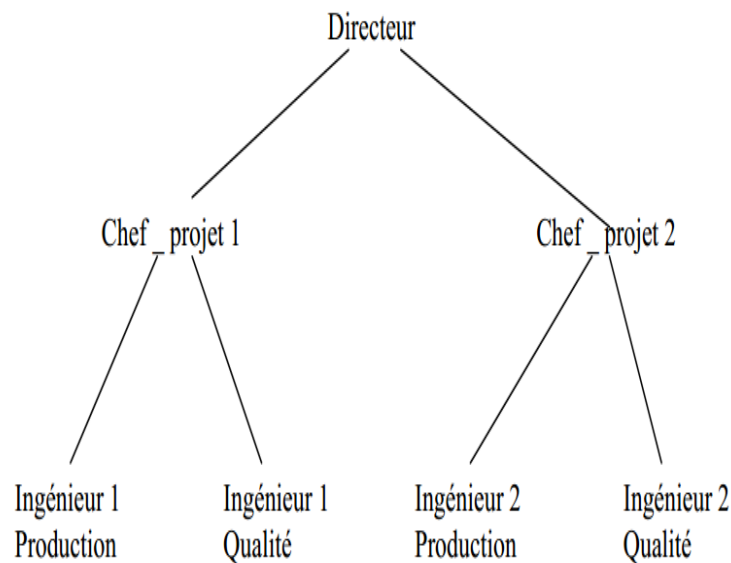 Directeur
Chef _ projet 1
Chef _ projet 2
Ingénieur 1
Production
Ingénieur 1
Qualité
Ingénieur 2
Production
Ingénieur 2
Qualité